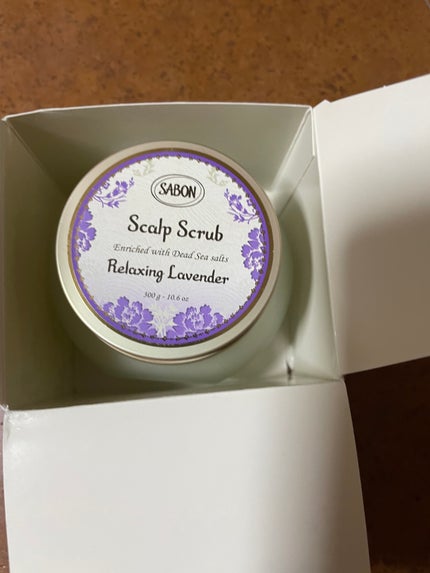 SABON
Scalp Scrub
Enriched with Dead Sea salts
Relaxing Lavender
300 g - 10.6 oz